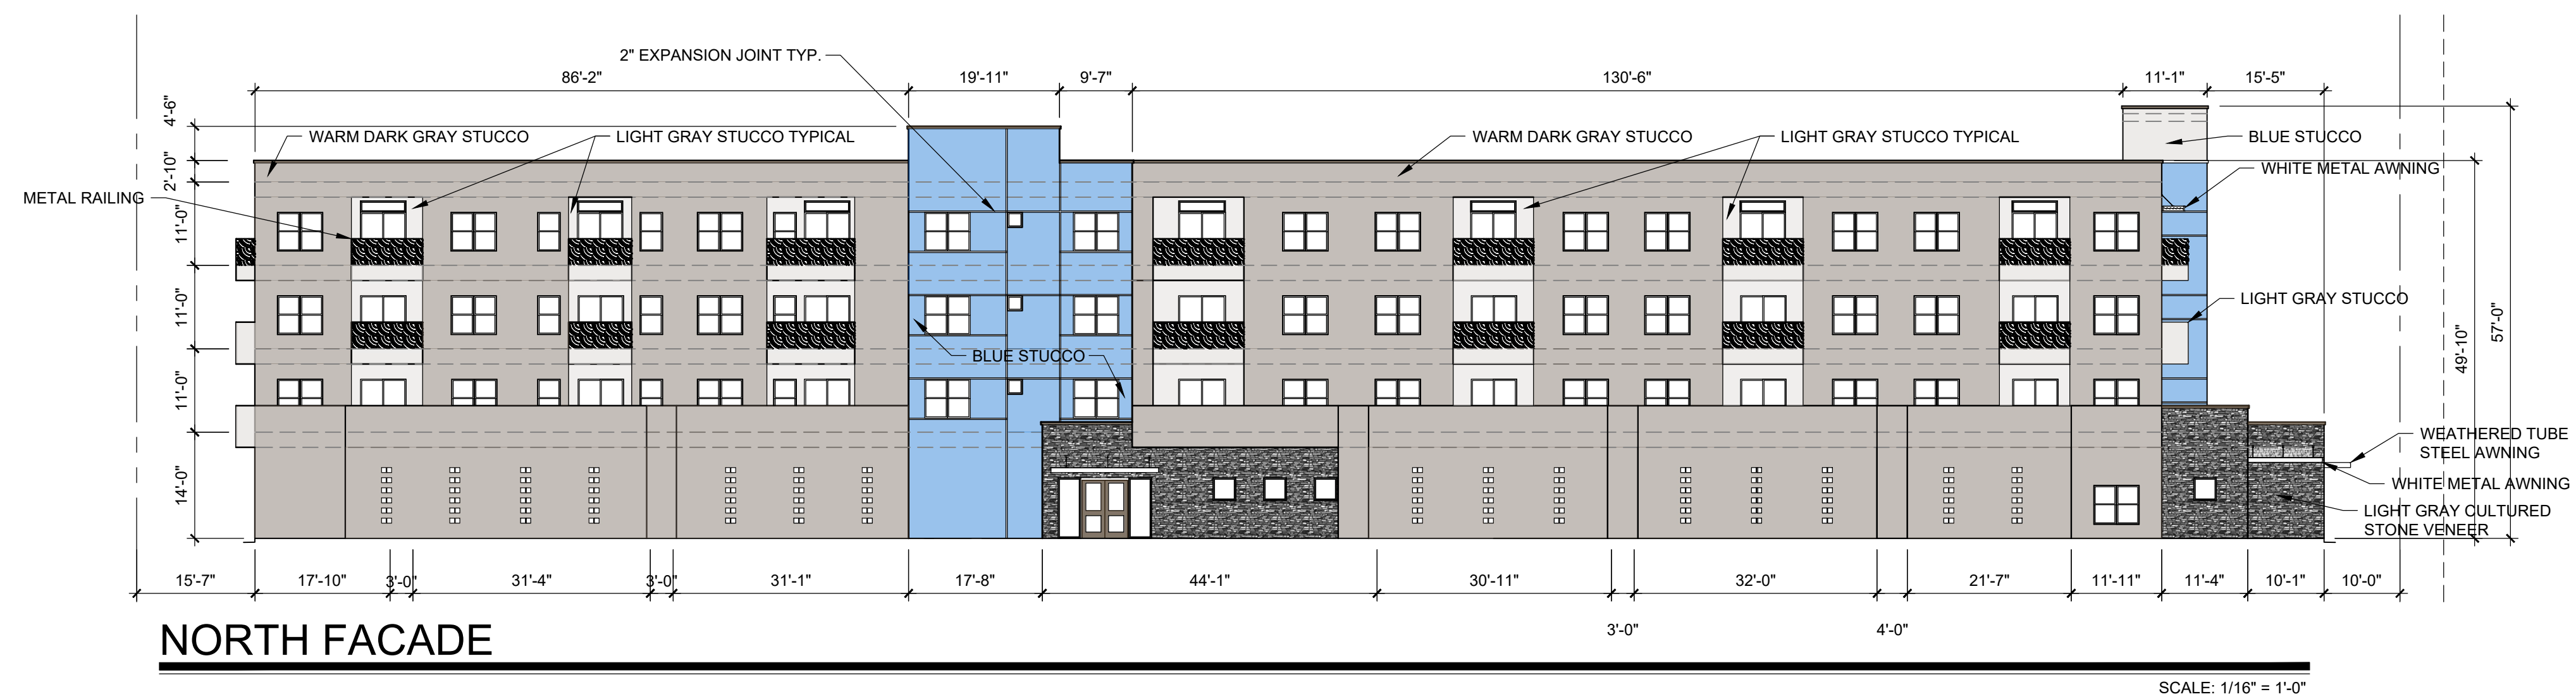 2" EXPANSION JOINT TYP.
86'-2"
19'-11"
9'-7"
130'-6"
11'-1"
15'-5"
4'-6"
WARM DARK GRAY STUCCO
LIGHT GRAY STUCCO TYPICAL
WARM DARK GRAY STUCCO
LIGHT GRAY STUCCO TYPICAL
BLUE STUCCO
2'-10"
WHITE METAL AWNING
METAL RAILING
11'-0"
11'-0"
LIGHT GRAY STUCCO
57'-0"
49'-10"
BLUE STUCCO
11'-0"
WEATHERED TUBE
STEEL AWNING
14'-0"
WHITE METAL AWNING
LIGHT GRAY CULTURED
STONE VENEER
15'-7"
17'-10"
3'-0"
31'-4"
3'-0"
31'-1"
17'-8"
44'-1"
30'-11"
32'-0"
21'-7"
11'-11"
11'-4"
10'-1"
10'-0"
3'-0"
4'-0"
NORTH FACADE
SCALE: 1/16" = 1'-0"